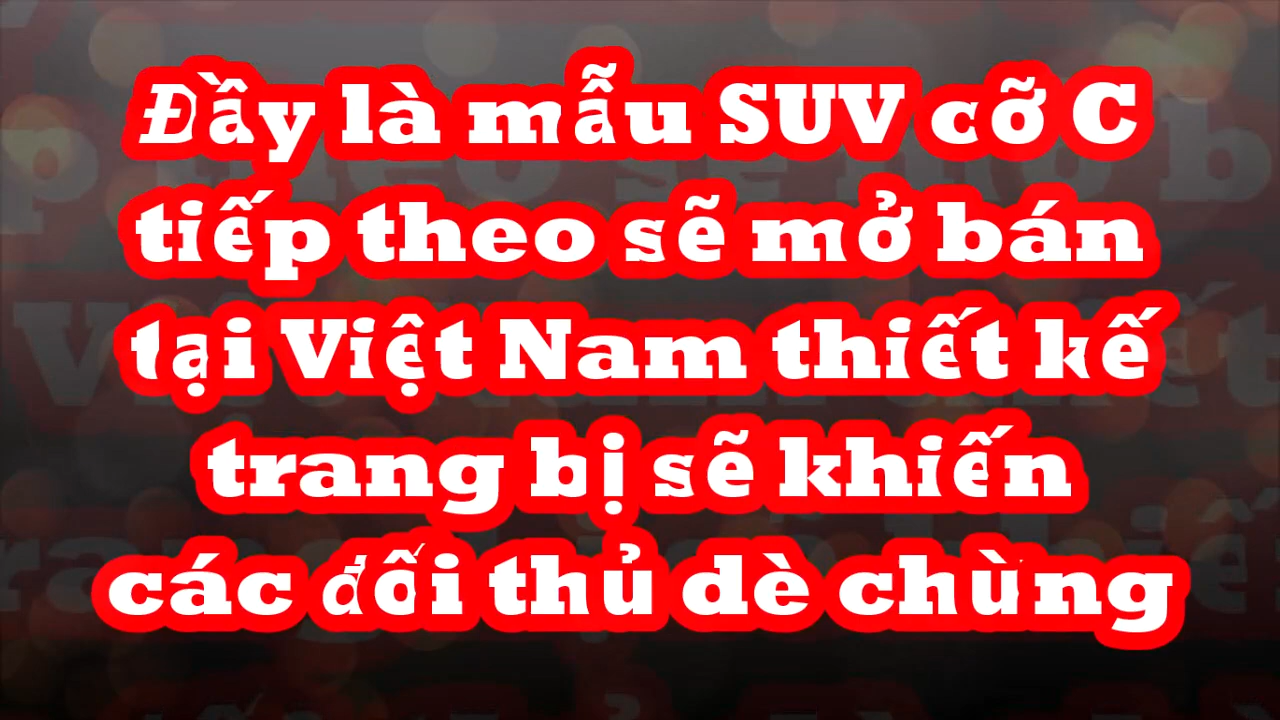 Đầy là mẫu SUV cỡ C
tiếp theo sẽ mở bán
tại Việt Nam thiết kế
trang bị sẽ khiến
các đối thủ dè chừng